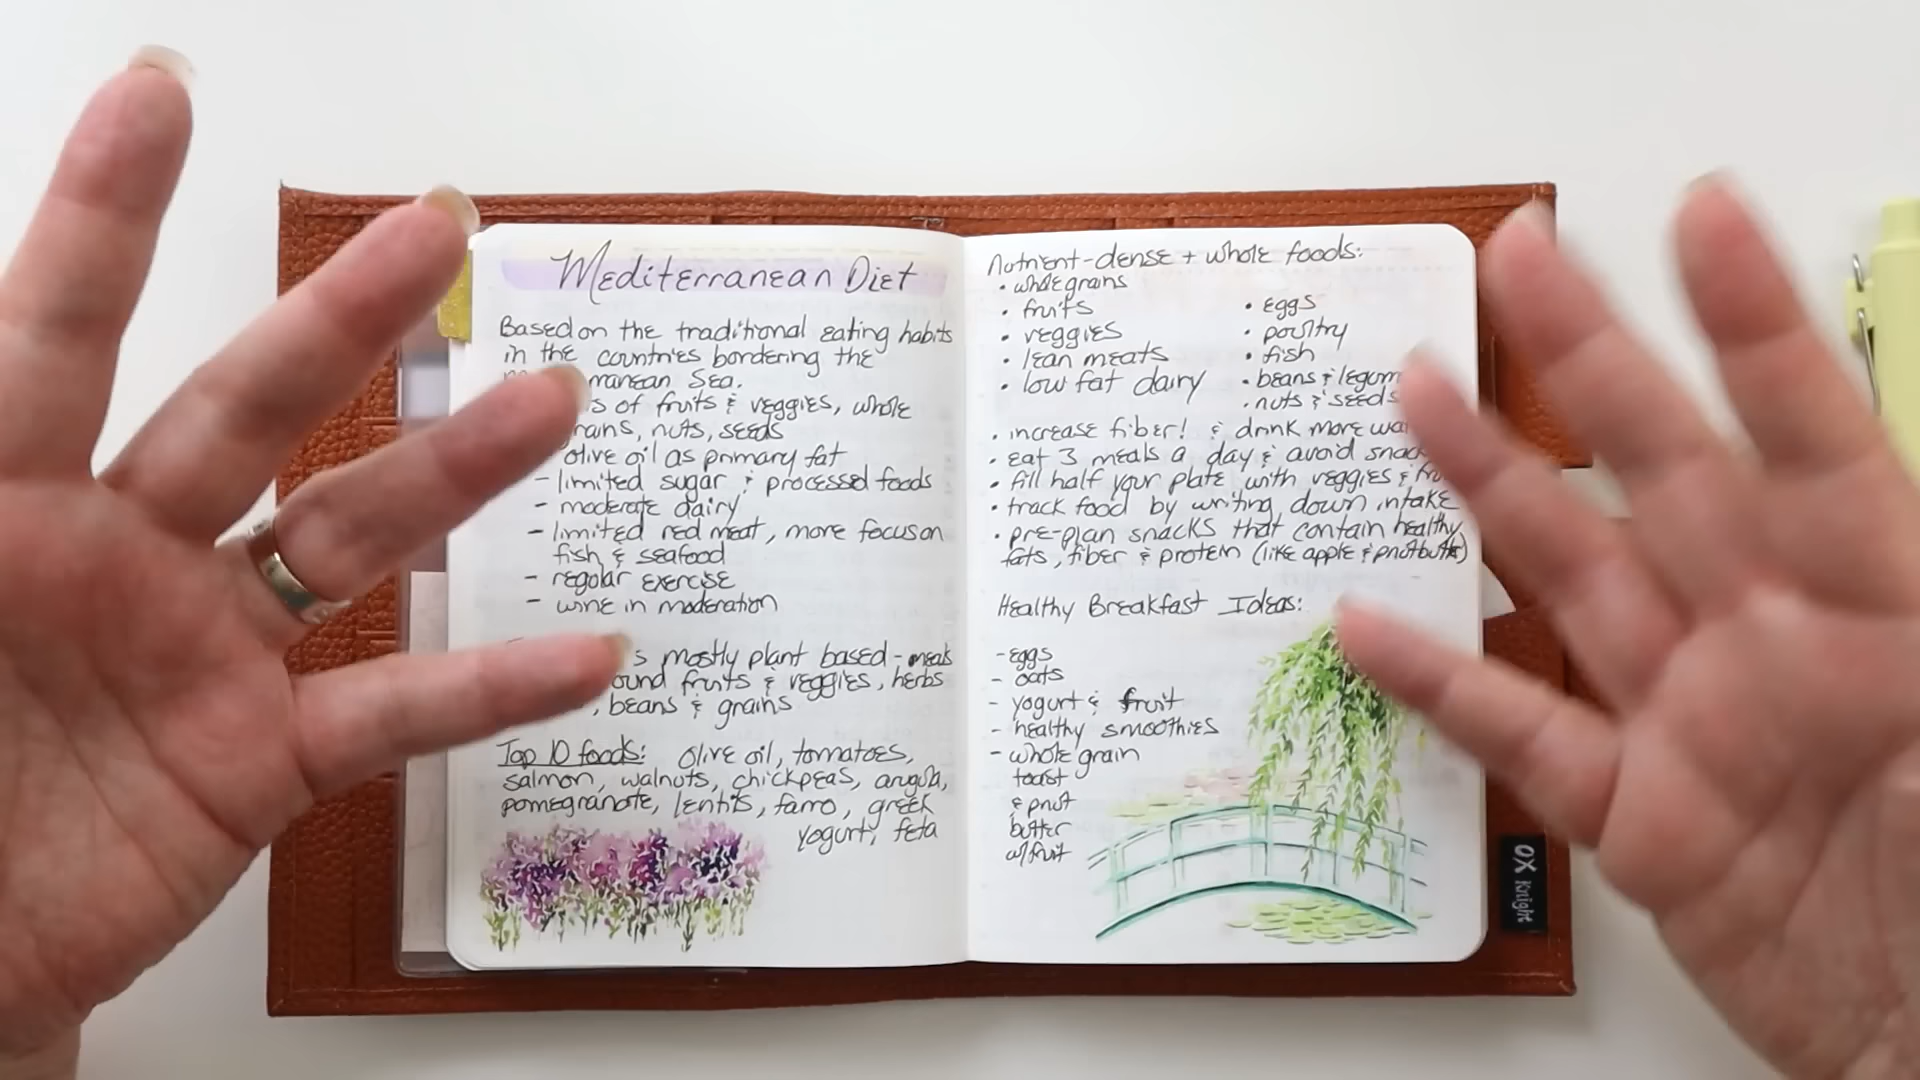 Mediterranean Diet
Based on the traditional eating habits
in the countries bordering the
Sea.
of fruits & veggies, whole
nuts, seeds
olive oil as primary fat
- limited sugar & processed foods
- moderate dairy
- limited red meat, more focus on
fish & seafood
- regular exercise
- wine in moderation
mostly plant based - meals
fruits & veggies, herbs
, beans & grains
Top 10 foods: olive oil, tomatoes,
salmon, walnuts, chickpeas, arugula,
pomegranate, lentils, farro, greek
yogurt, feta
Nutrient-dense + whole foods:
• whole grains
• fruits
• veggies
• lean meats
• low fat dairy
• eggs
• poultry
• fish
• beans &
• nuts & seeds
• increase fiber! & drink more
• eat 3 meals a day & avoid
• fill half your plate with veggies &
• track food by writing down intake
• pre-plan snacks that contain healthy
fats, fiber & protein (like apple & pnutbutter)
Healthy Breakfast Ideas:
- eggs
- oats
- yogurt & fruit
- healthy smoothies
- whole grain
toast
& pnut
butter
w/fruit
OX Knight